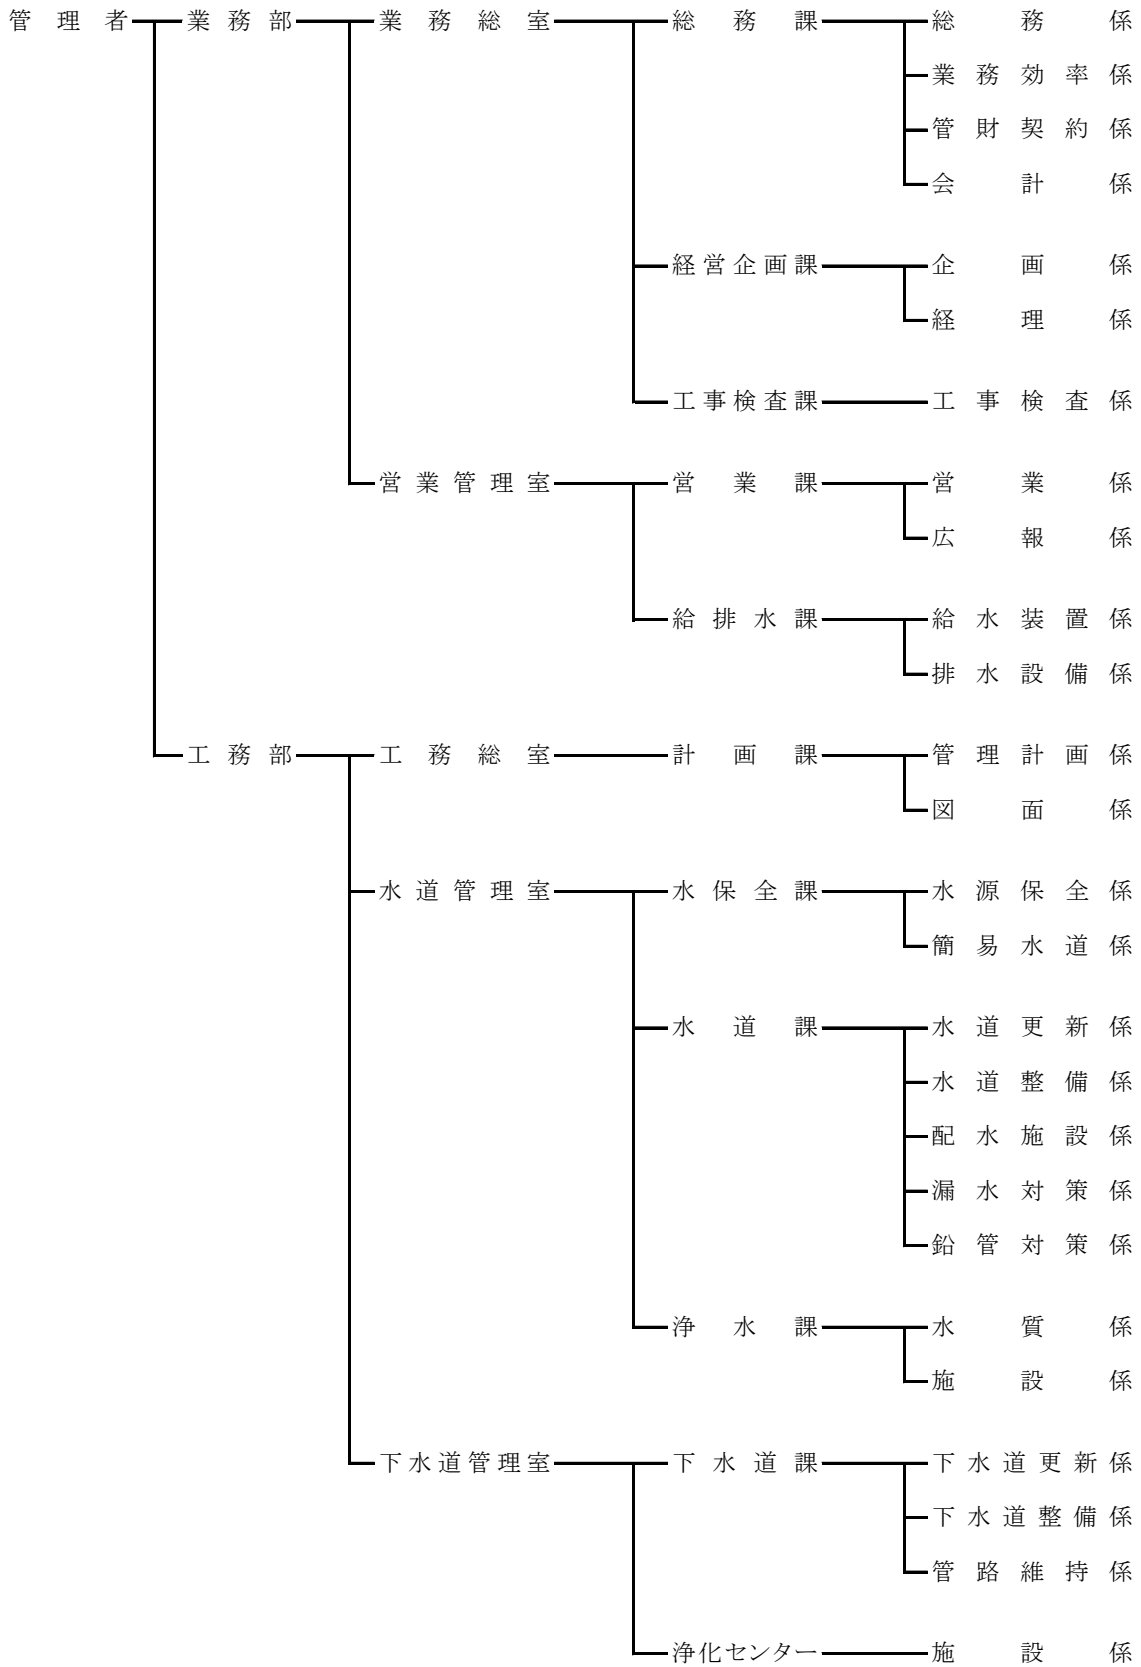 管理者 業務部 業務総室 総務課 総務係
業務効率係
管財契約係
会計係
経営企画課 企画係
経理係
工事検査課 工事検査係
営業管理室 営業課 営業係
広報係
給排水課 給水装置係
排水設備係
工務部 工務総室 計画課 管理計画係
図面係
水道管理室 水保全課 水源保全係
簡易水道係
水道課 水道更新係
水道整備係
配水施設係
漏水対策係
鉛管対策係
浄水課 水質係
施設係
下水道管理室 下水道課 下水道更新係
下水道整備係
管路維持係
浄化センター 施設係